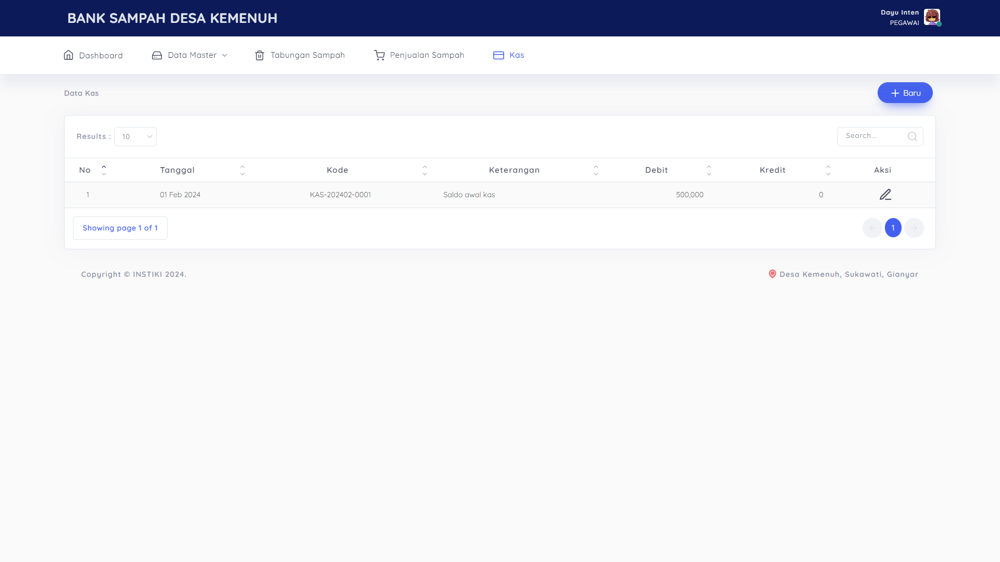 BANK SAMPAH DESA KEMENUH
Dayu Inten
PEGAWAI
Dashboard
Data Master
Tabungan Sampah
Penjualan Sampah
Kas
Data Kas
Baru
Results : 10
Search...
No Tanggal Kode Keterangan Debit Kredit Aksi
1 01 Feb 2024 KAS-202402-0001 Saldo awal kas 500,000 0
Showing page 1 of 1
1
Copyright © INSTIKI 2024.
Desa Kemenuh, Sukawati, Gianyar